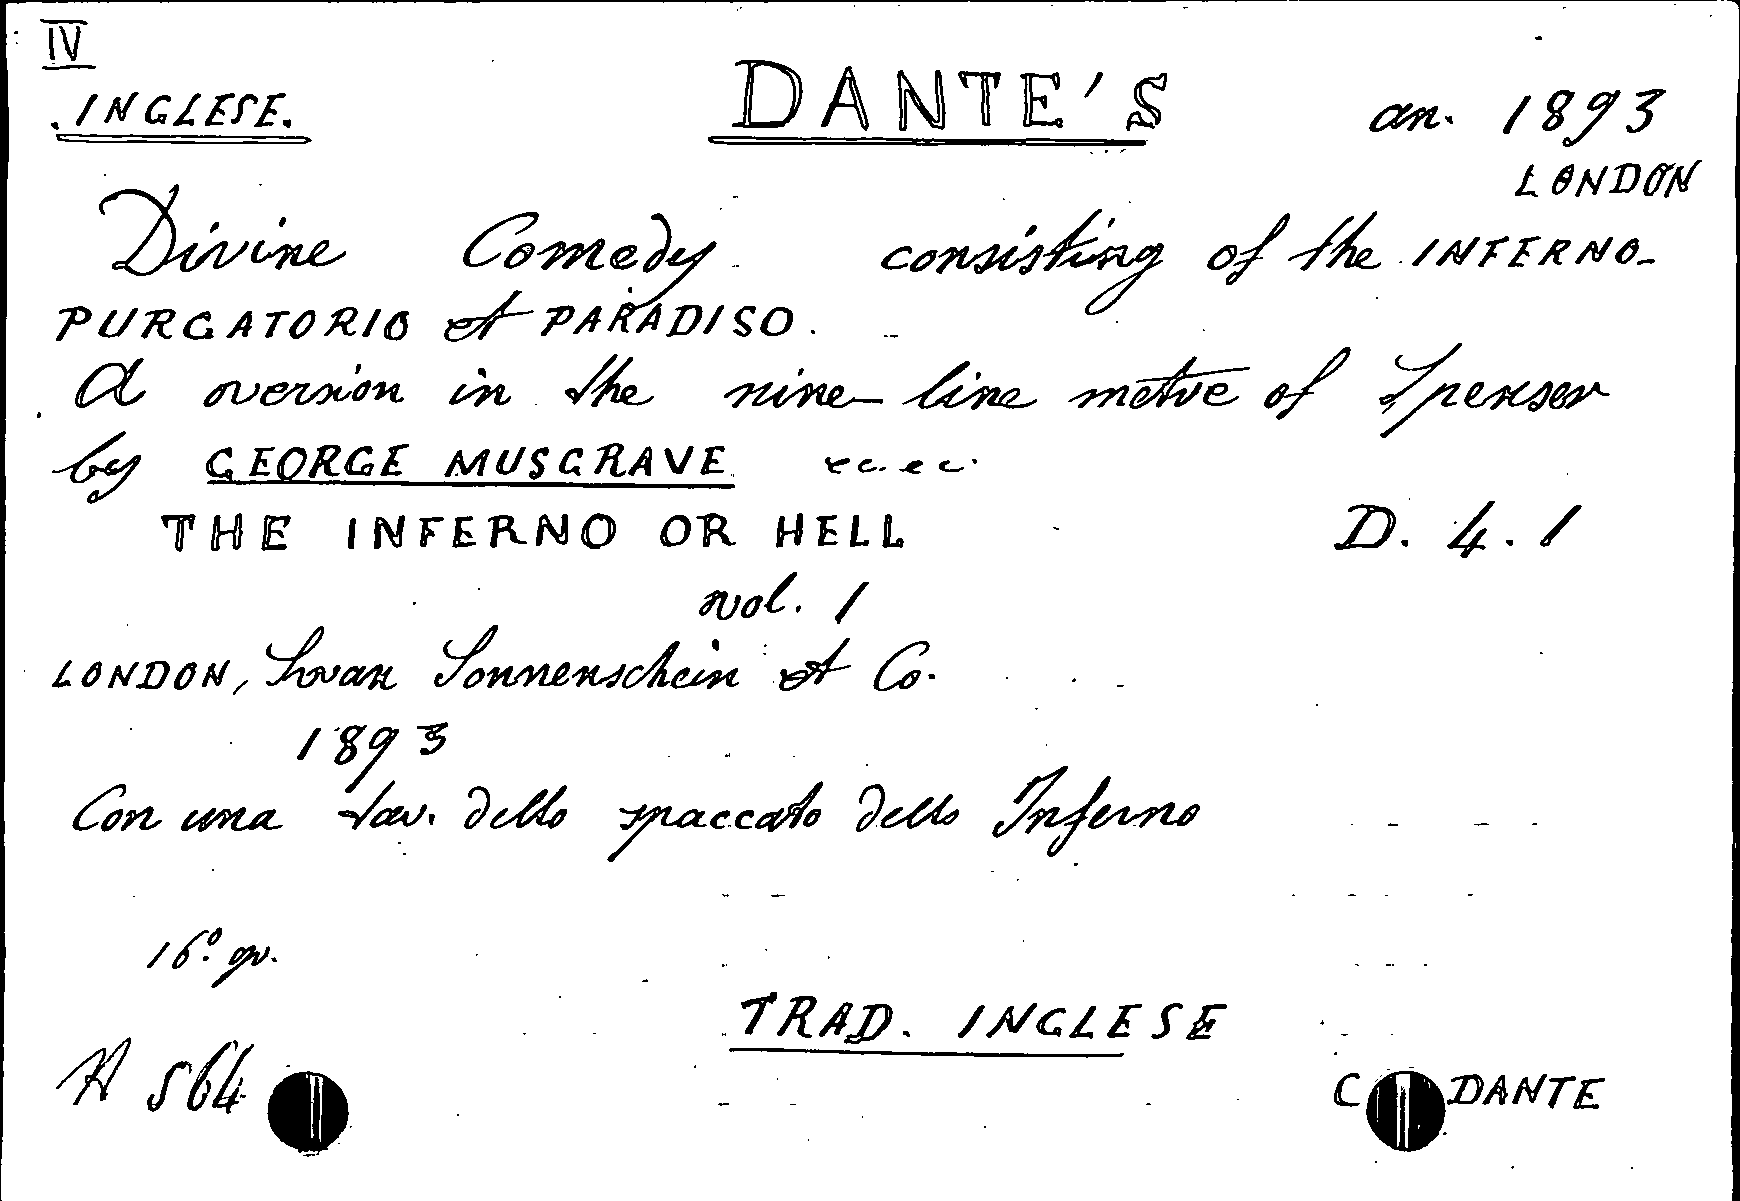 IV
INGLESE.
DANTE'S
an. 1893
LONDON
Divine Comedy consisting of the INFERNO-
PURGATORIO et PARADISO.
A version in the nine-line metre of Spenser
by GEORGE MUSGRAVE ec. ec.
THE INFERNO OR HELL
D. 4. 1
vol. 1
LONDON, Swan Sonnenschein et Co.
1893
Con una tav. dello spaccato dello Inferno
16º. gr.
TRAD. INGLESE
A 564
C DANTE